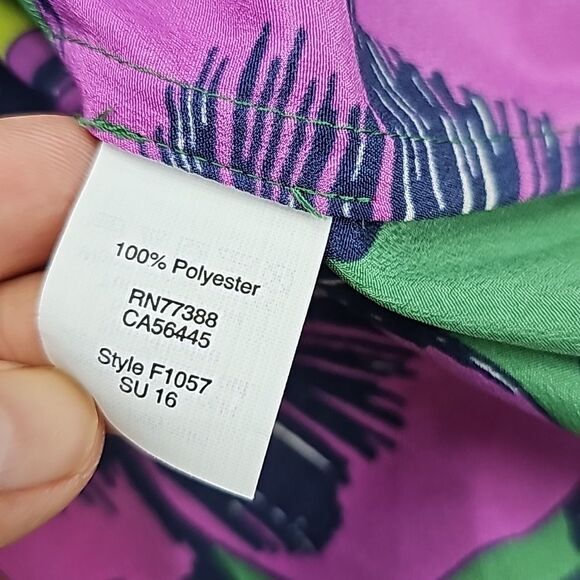 100% Polyester
RN77388
CA56445
Style F1057
SU 16